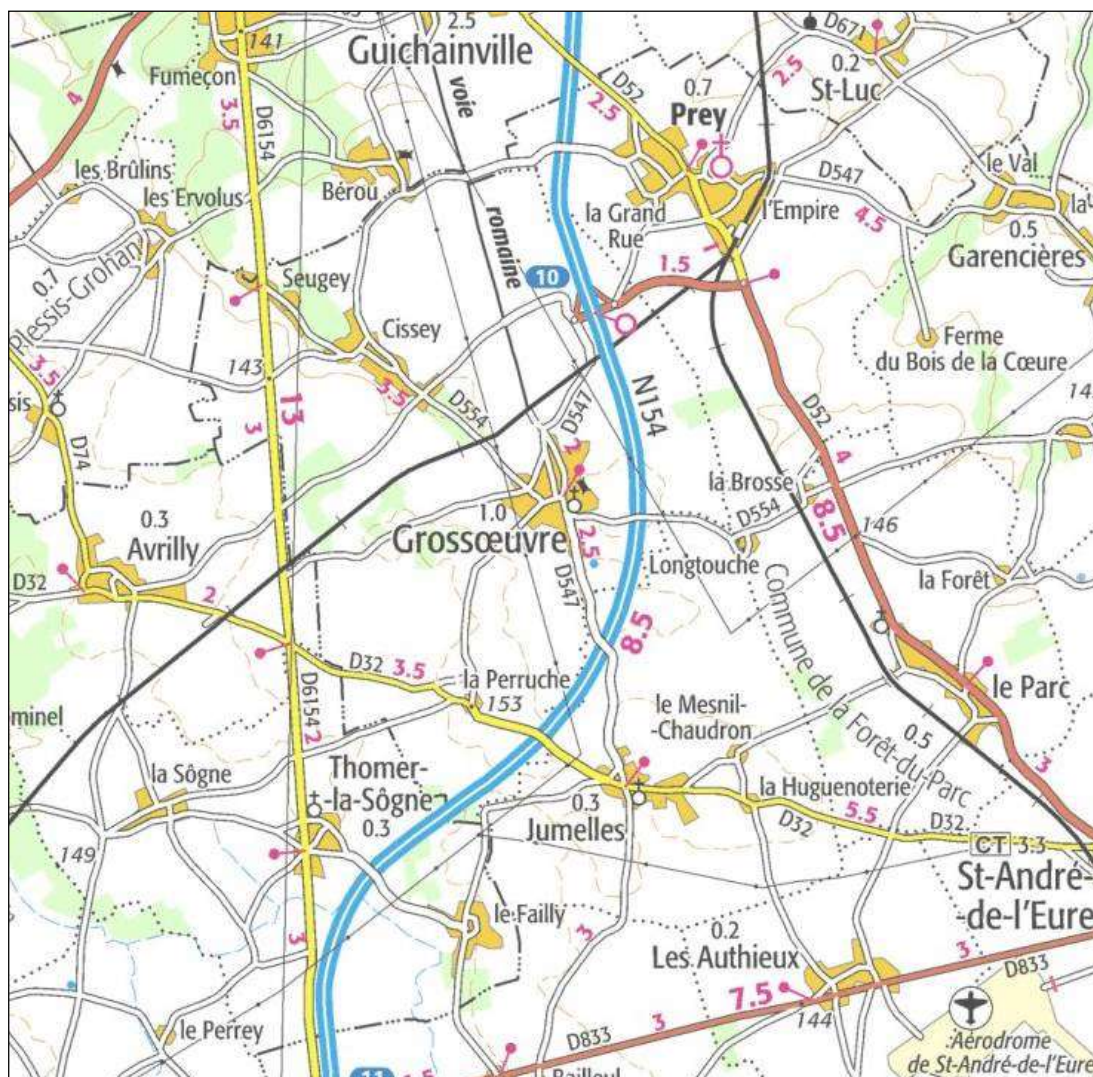 2.5
141
Guichainville
Fumeçon
voie
3.5
D6154
4
D52
2.5
0.7
Prey
D671
0.2
St-Luc
2.5
les Brûlins
les Ervolus
Bérou
romaine
la Grand
Rue
l'Empire
D547
4.5
le Val
la
0.5
Garencières
0.7
Plessis-Grohan
Seugey
10
1.5
Cissey
143
3.5
D554
3.5
sis
D74
13
3
D547
2
N154
Ferme
du Bois de la Cœure
D52
4
la Brosse
8.5
146
0.3
Avrilly
1.0
Grossœuvre
2.5
D554
Longtouche
la Forêt
D32
2
D547
8.5
Commune de la Forêt-du-Parc
D32
3.5
la Perruche
153
D6154
2
le Mesnil-
-Chaudron
le Parc
0.5
3
ominel
la Sôgne
Thomer-
-la-Sôgne
0.3
149
0.3
Jumelles
la Huguenoterie
D32
5.5
D32
CT
3.3
St-André-
-de-l'Eure
le Failly
3
3
0.2
Les Authieux
7.5
3
D833
144
le Perrey
D833
3
Aérodrome
de St-André-de-l'Eure
11
Bailleul